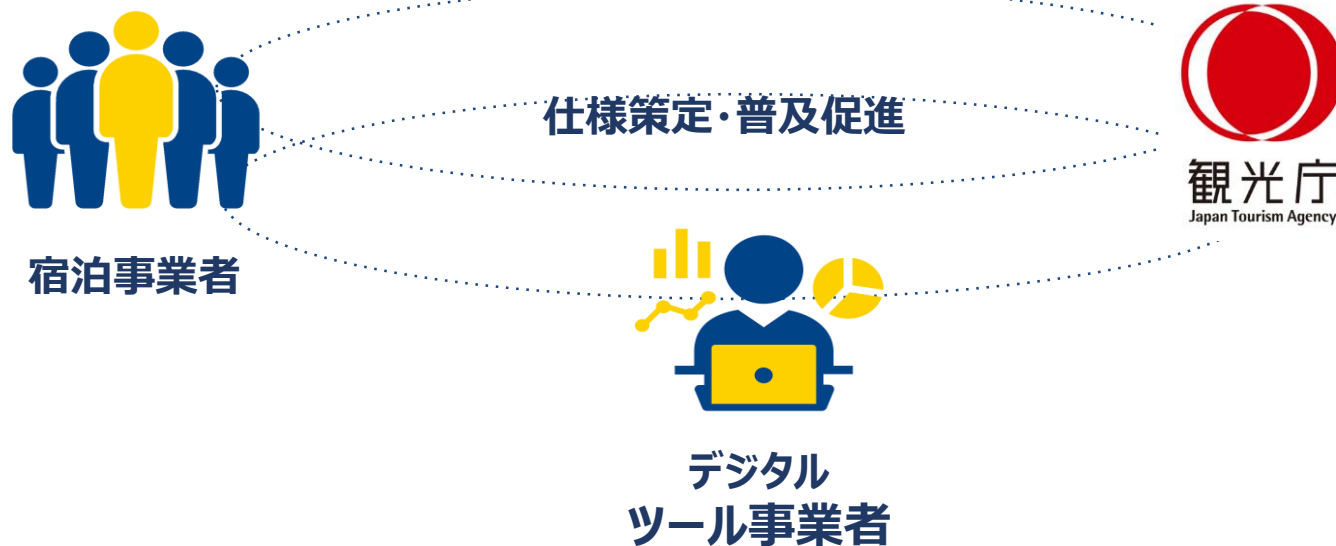 仕様策定・普及促進
観光庁
Japan Tourism Agency
宿泊事業者
デジタル
ツール事業者